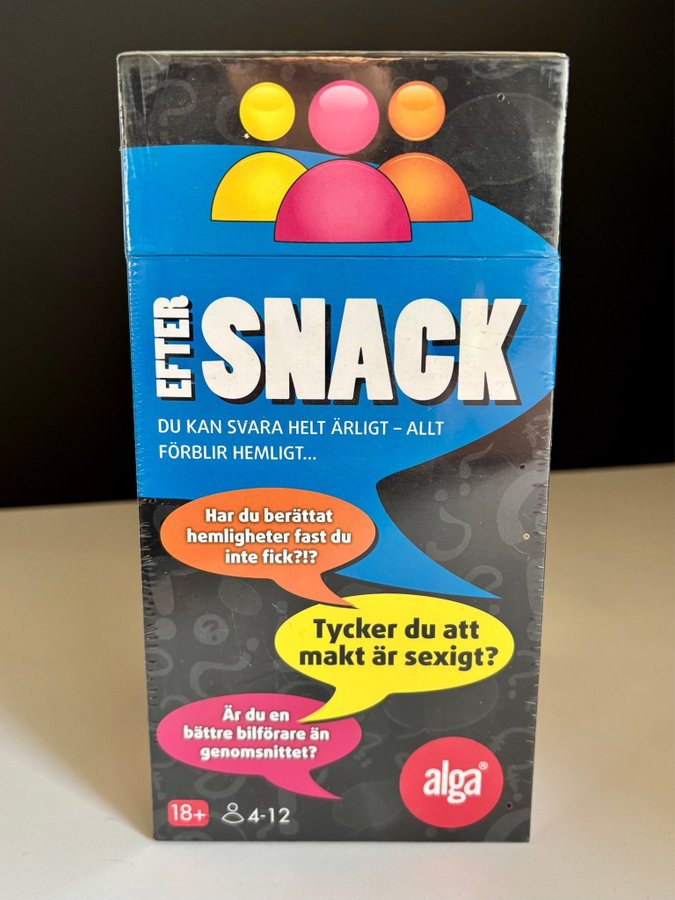 EFTER SNACK
DU KAN SVARA HELT ÄRLIGT – ALLT
FÖRBLIR HEMLIGT...
Har du berättat
hemligheter fast du
inte fick?!?
Tycker du att
makt är sexigt?
Är du en
bättre bilförare än
genomsnittet?
alga®
18+ 4-12